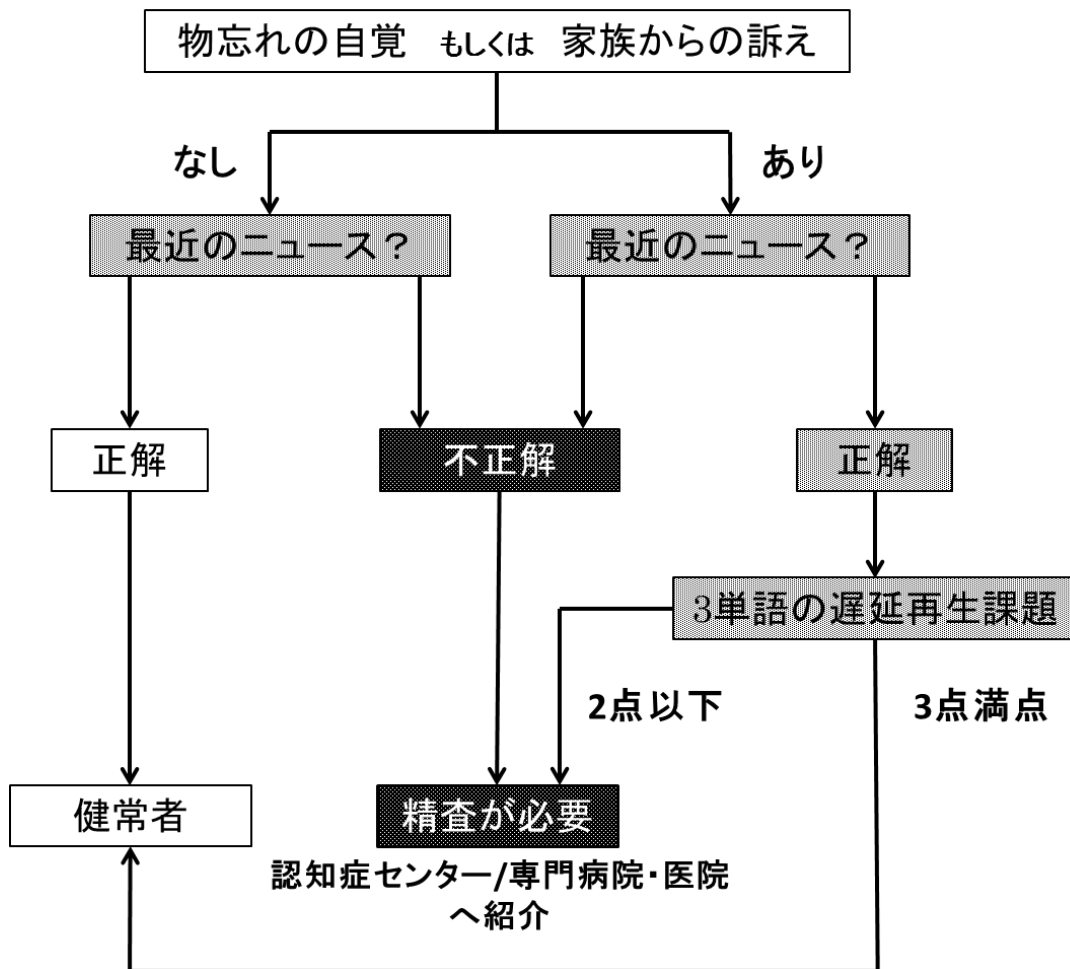 物忘れの自覚 もしくは 家族からの訴え
なし
あり
最近のニュース？
最近のニュース？
正解
不正解
正解
3単語の遅延再生課題
2点以下
3点満点
健常者
精査が必要
認知症センター/専門病院・医院
へ紹介